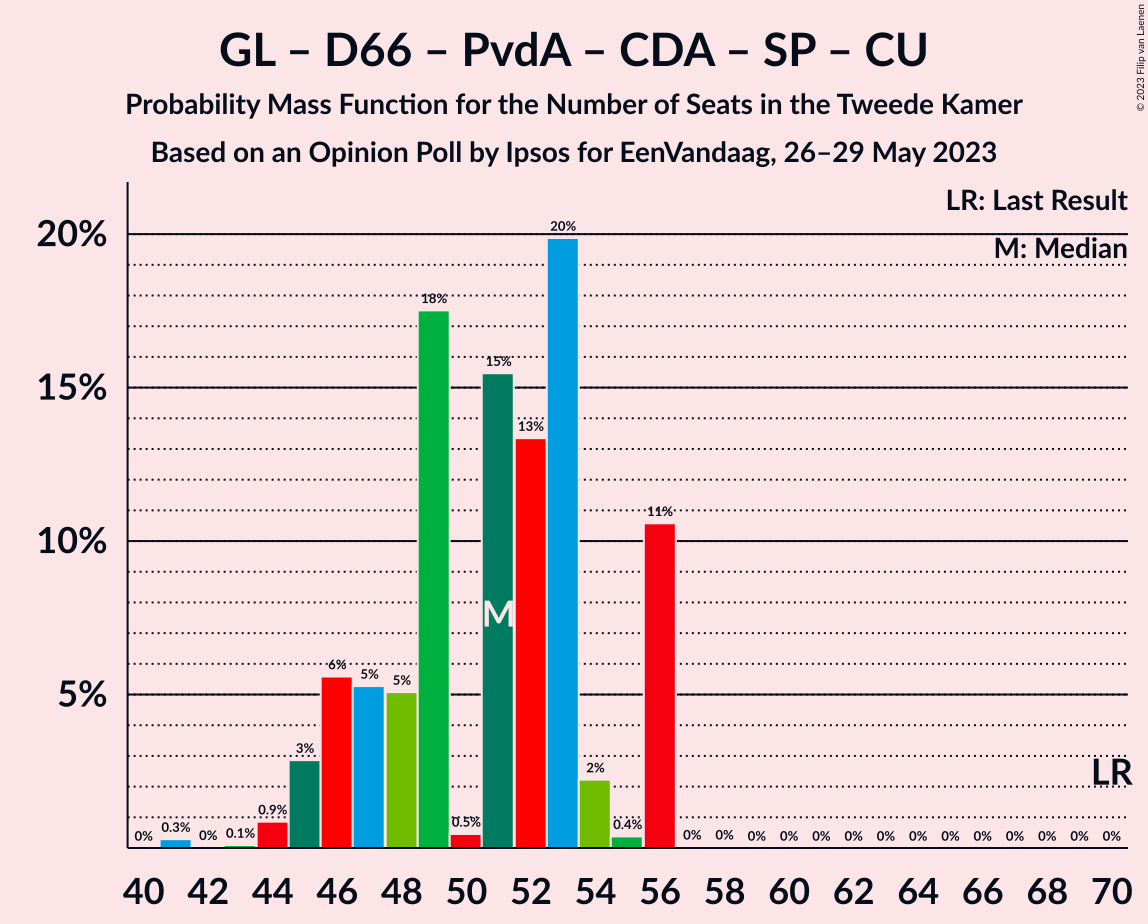 GL – D66 – PvdA – CDA – SP – CU
Probability Mass Function for the Number of Seats in the Tweede Kamer
Based on an Opinion Poll by Ipsos for EenVandaag, 26–29 May 2023
© 2023 Filip van Laenen
LR: Last Result
M: Median
20%
15%
10%
5%
0% 0.3% 0% 0.1% 0.9% 3% 6% 5% 5% 18% 0.5% 15% 13% 20% 2% 0.4% 11% 0% 0% 0% 0% 0% 0% 0% 0% 0% 0% 0% 0% 0% 0%
M
LR
40 42 44 46 48 50 52 54 56 58 60 62 64 66 68 70